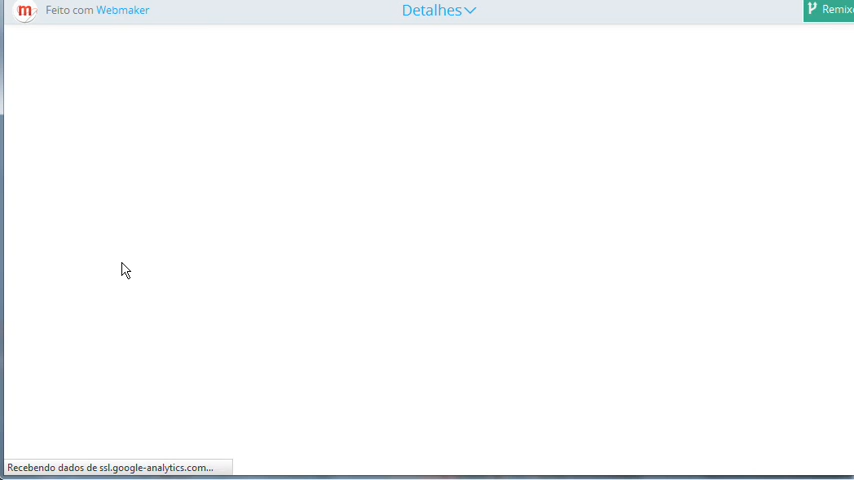 m Feito com Webmaker
Detalhes
Remix
Recebendo dados de ssl.google-analytics.com...